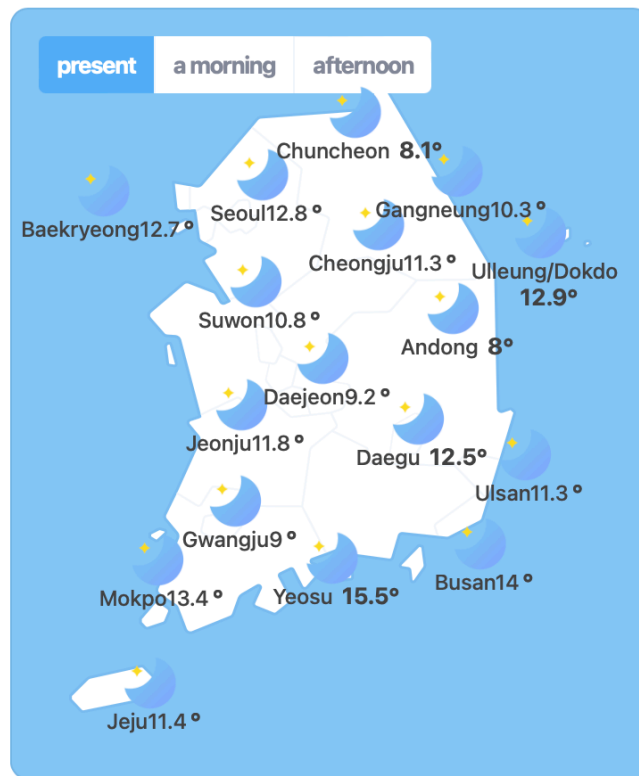 present
a morning
afternoon
Chuncheon 8.1°
Seoul12.8 °
Gangneung10.3 °
Baekryeong12.7 °
Cheongju11.3 °
Ulleung/Dokdo
12.9°
Suwon10.8 °
Andong 8°
Daejeon9.2 °
Jeonju11.8 °
Daegu 12.5°
Ulsan11.3 °
Gwangju9 °
Busan14 °
Mokpo13.4 °
Yeosu 15.5°
Jeju11.4 °